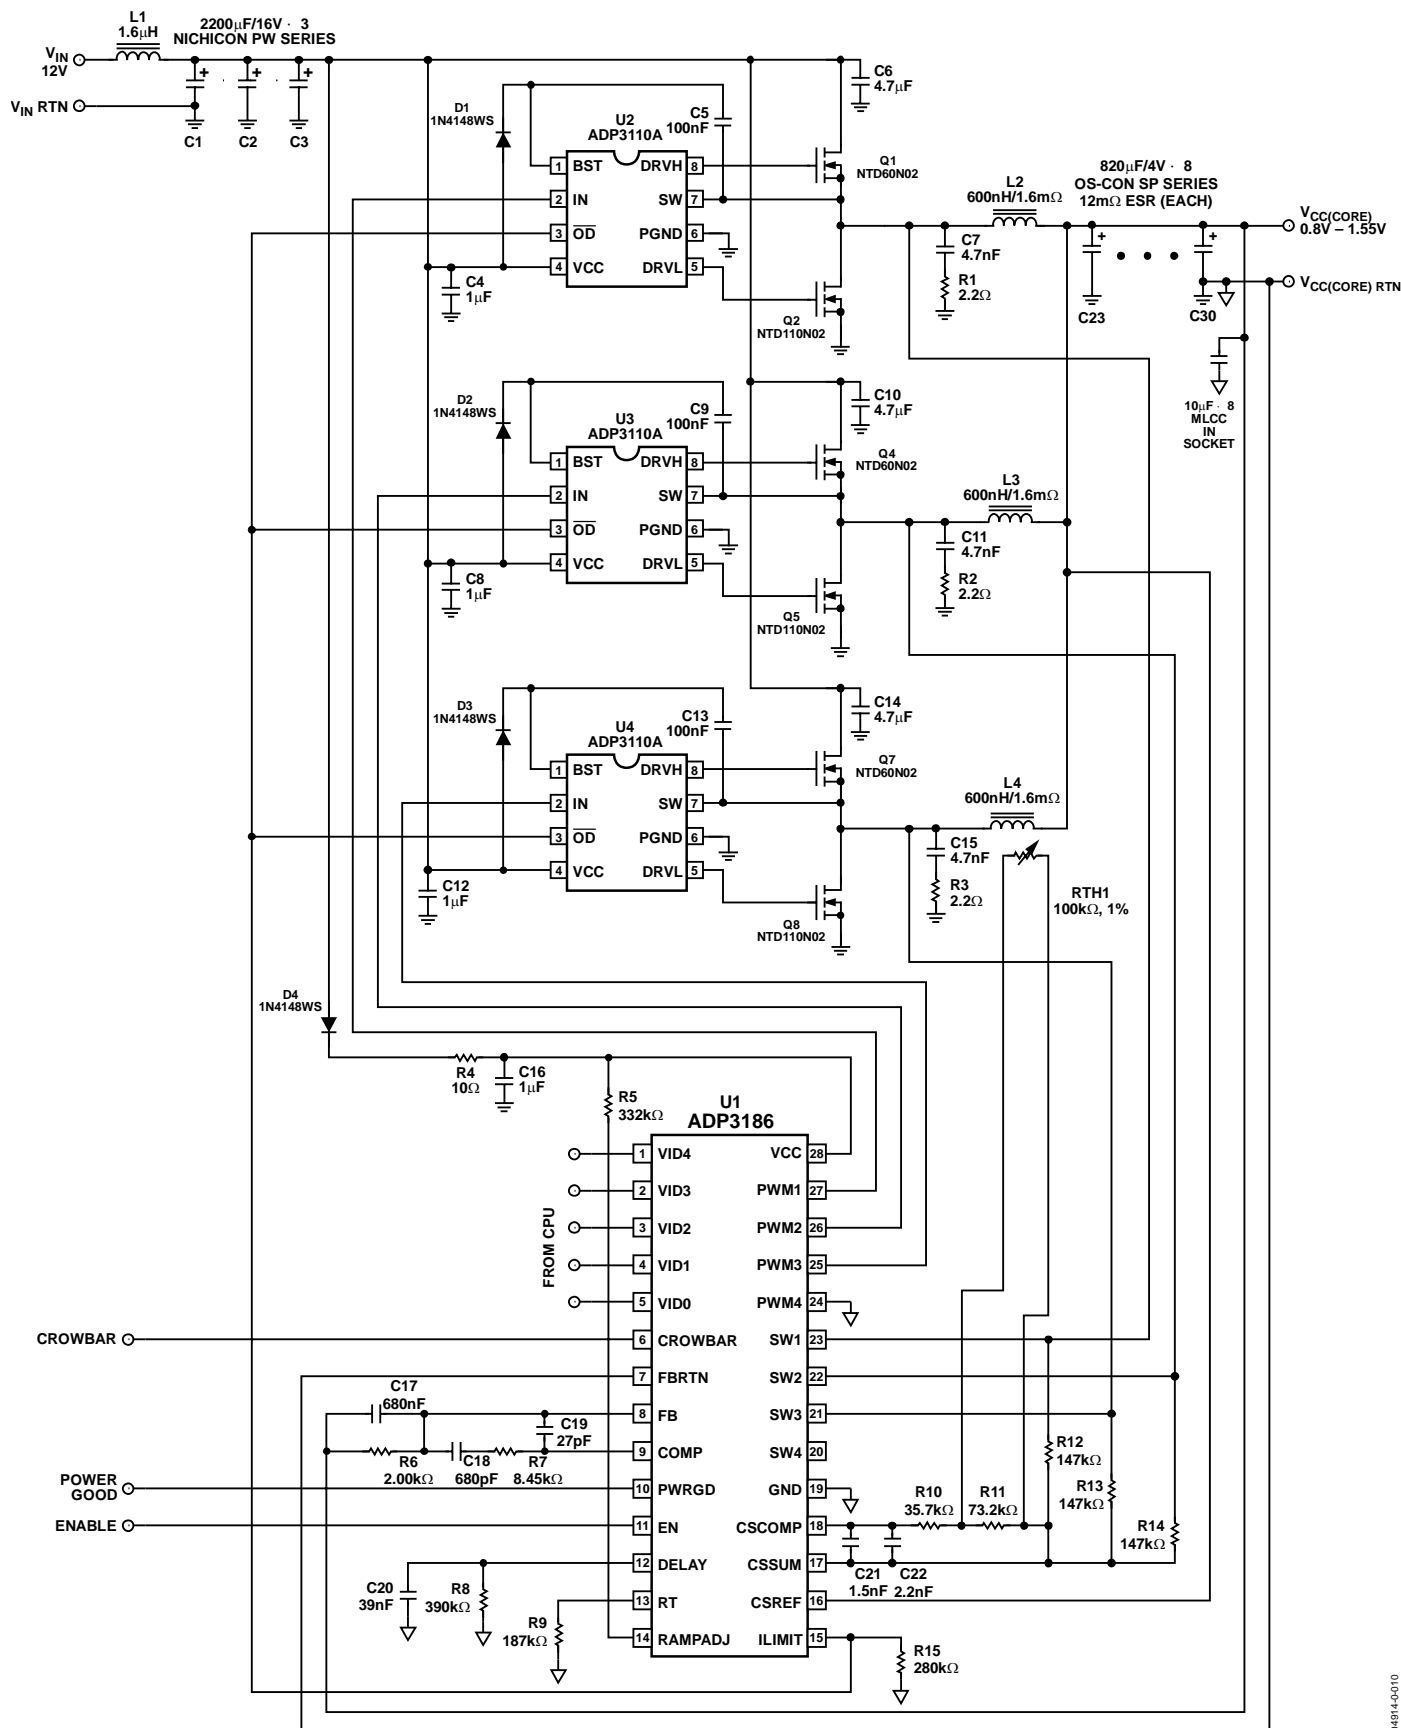 L1
1.6μH
2200μF/16V · 3
NICHICON PW SERIES
VIN
12V
VIN RTN
C1
C2
C3
C6
4.7μF
D1
1N4148WS
U2
ADP3110A
C5
100nF
1 BST DRVH 8
2 IN SW 7
3 OD PGND 6
4 VCC DRVL 5
C4
1μF
Q1
NTD60N02
Q2
NTD110N02
L2
600nH/1.6mΩ
C7
4.7nF
R1
2.2Ω
820μF/4V · 8
OS-CON SP SERIES
12mΩ ESR (EACH)
C23
C30
VCC(CORE)
0.8V – 1.55V
VCC(CORE) RTN
10μF · 8
MLCC
IN
SOCKET
D2
1N4148WS
U3
ADP3110A
C9
100nF
C10
4.7μF
1 BST DRVH 8
2 IN SW 7
3 OD PGND 6
4 VCC DRVL 5
C8
1μF
Q4
NTD60N02
Q5
NTD110N02
L3
600nH/1.6mΩ
C11
4.7nF
R2
2.2Ω
D3
1N4148WS
U4
ADP3110A
C13
100nF
C14
4.7μF
1 BST DRVH 8
2 IN SW 7
3 OD PGND 6
4 VCC DRVL 5
C12
1μF
Q7
NTD60N02
Q8
NTD110N02
L4
600nH/1.6mΩ
C15
4.7nF
R3
2.2Ω
RTH1
100kΩ, 1%
D4
1N4148WS
R4
10Ω
C16
1μF
R5
332kΩ
U1
ADP3186
FROM CPU
1 VID4 VCC 28
2 VID3 PWM1 27
3 VID2 PWM2 26
4 VID1 PWM3 25
5 VID0 PWM4 24
CROWBAR 6 CROWBAR SW1 23
7 FBRTN SW2 22
8 FB SW3 21
9 COMP SW4 20
POWER
GOOD
10 PWRGD GND 19
ENABLE 11 EN CSCOMP 18
12 DELAY CSSUM 17
13 RT CSREF 16
14 RAMPADJ ILIMIT 15
C17
680nF
C19
27pF
R6
2.00kΩ
C18
680pF
R7
8.45kΩ
C20
39nF
R8
390kΩ
R9
187kΩ
R10
35.7kΩ
R11
73.2kΩ
R12
147kΩ
R13
147kΩ
R14
147kΩ
C21
1.5nF
C22
2.2nF
R15
280kΩ
04914-0-010